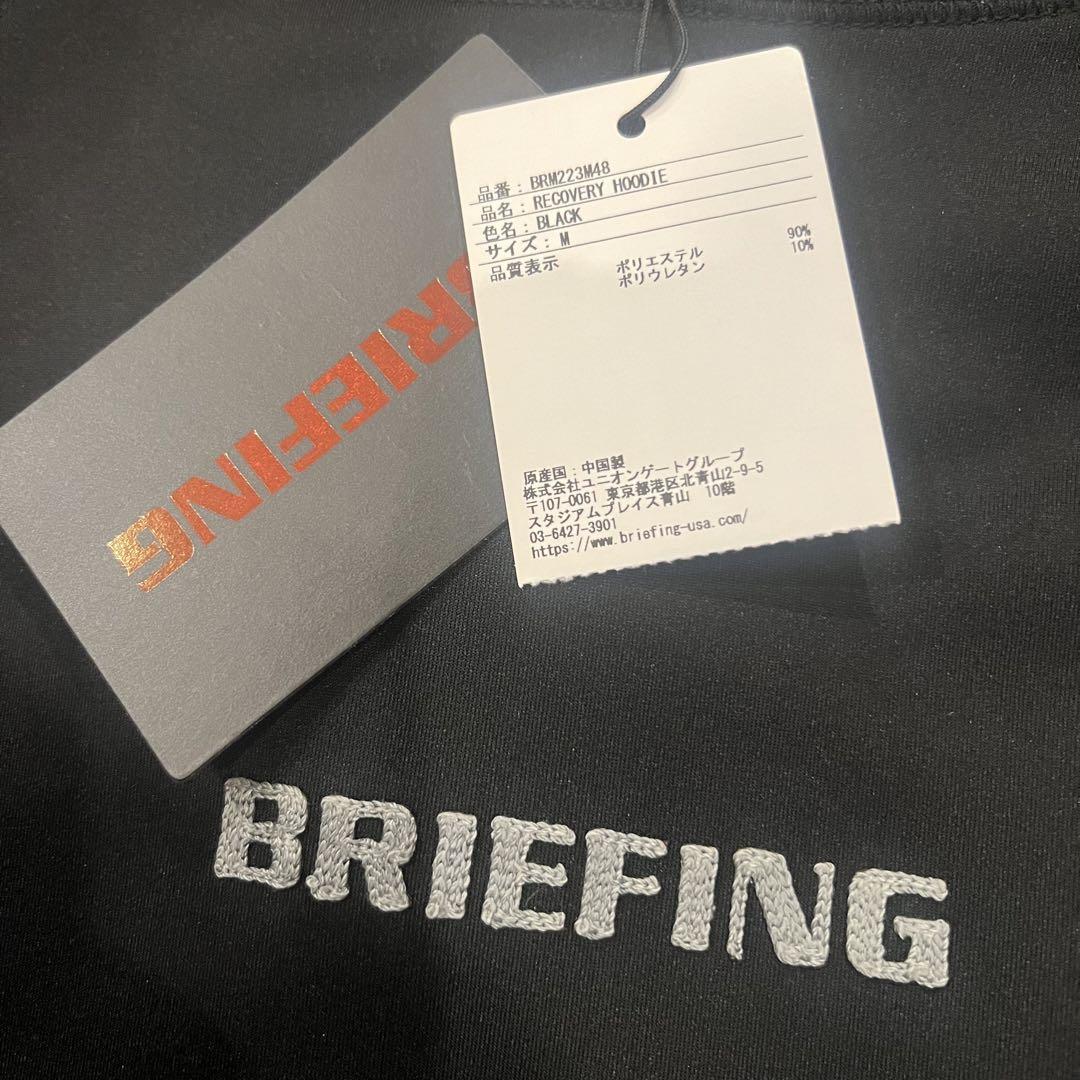 BRIEFING
品番：BRM223M48
品名：RECOVERY HOODIE
色名：BLACK
サイズ：M
品質表示 ポリエステル 90%
ポリウレタン 10%
原産国：中国製
株式会社ユニオンゲートグループ
〒107-0061 東京都港区北青山2-9-5
スタジアムプレイス青山 10階
03-6427-3901
https://www.briefing-usa.com/
BRIEFING